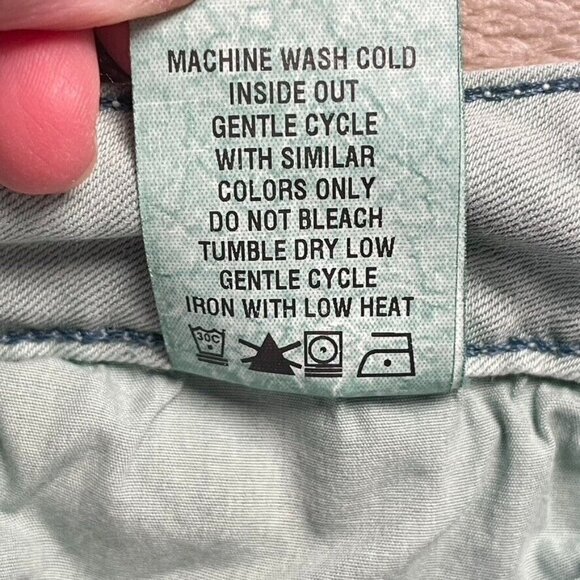 MACHINE WASH COLD
INSIDE OUT
GENTLE CYCLE
WITH SIMILAR
COLORS ONLY
DO NOT BLEACH
TUMBLE DRY LOW
GENTLE CYCLE
IRON WITH LOW HEAT
30C